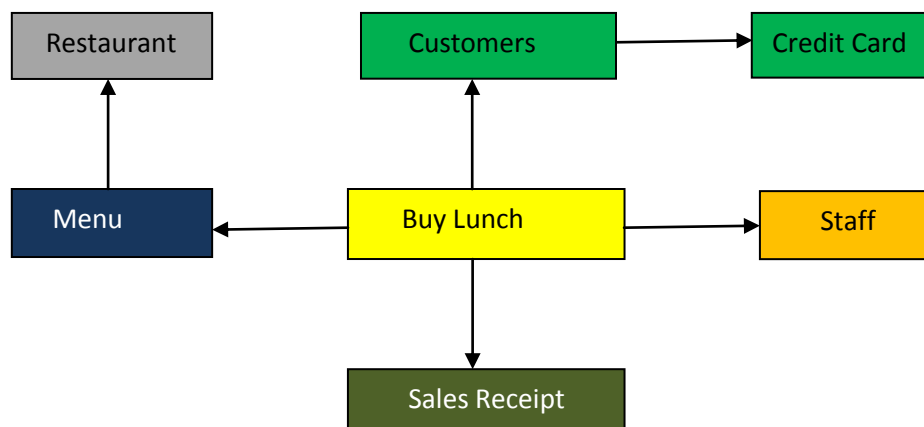 Restaurant
Customers
Credit Card
Menu
Buy Lunch
Staff
Sales Receipt